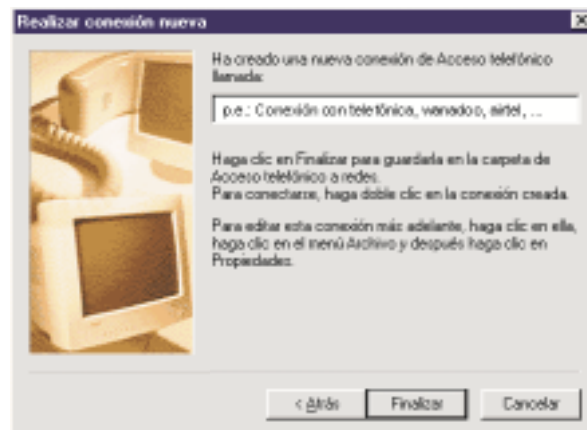 Realizar conexión nueva
Ha creado una nueva conexión de Acceso telefónico
llamada:
p.e.: Conexión con telefónica, wanadoo, airtel, ...
Haga clic en Finalizar para guardarla en la carpeta de
Acceso telefónico a redes.
Para conectarse, haga doble clic en la conexión creada.
Para editar esta conexión más adelante, haga clic en ella,
haga clic en el menú Archivo y después haga clic en
Propiedades.
< Atrás
Finalizar
Cancelar